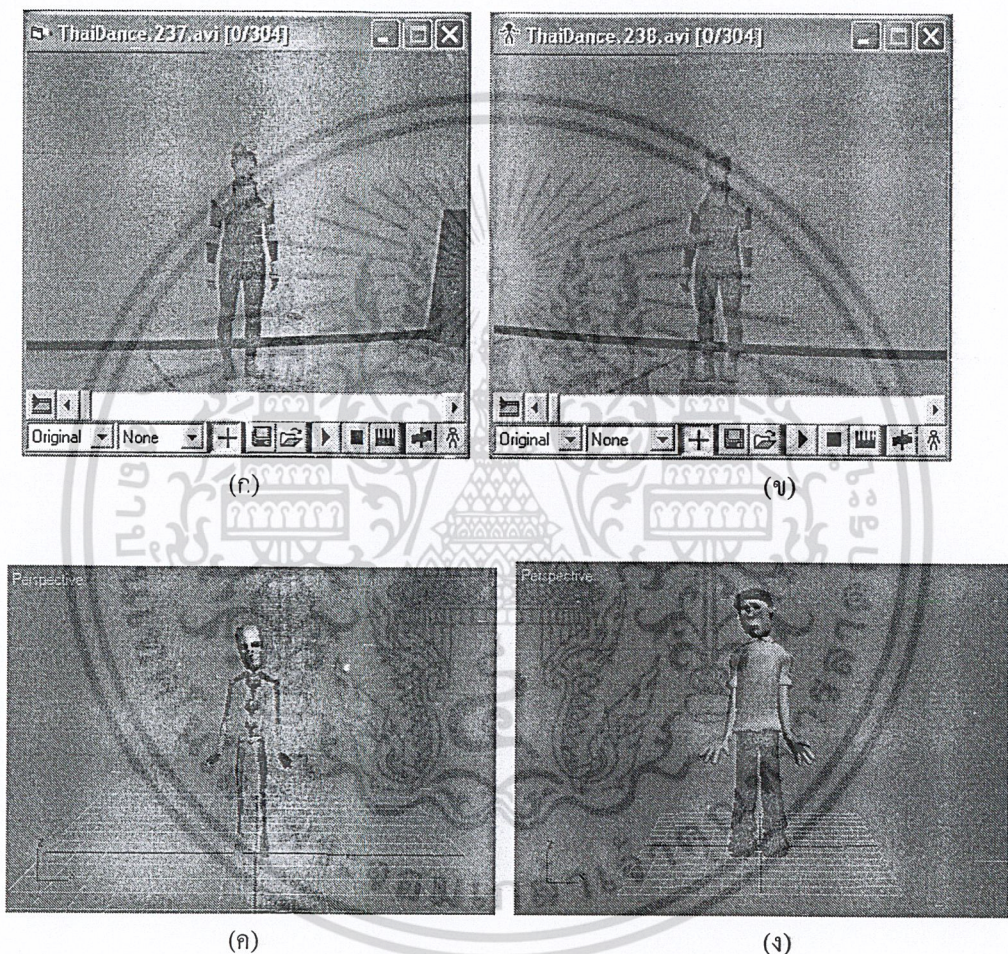 ThaiDance.237.avi [0/304]
ThaiDance.238.avi [0/304]
Original None
Original None
(ก)
(ข)
Perspective
Perspective
(ค)
(ง)